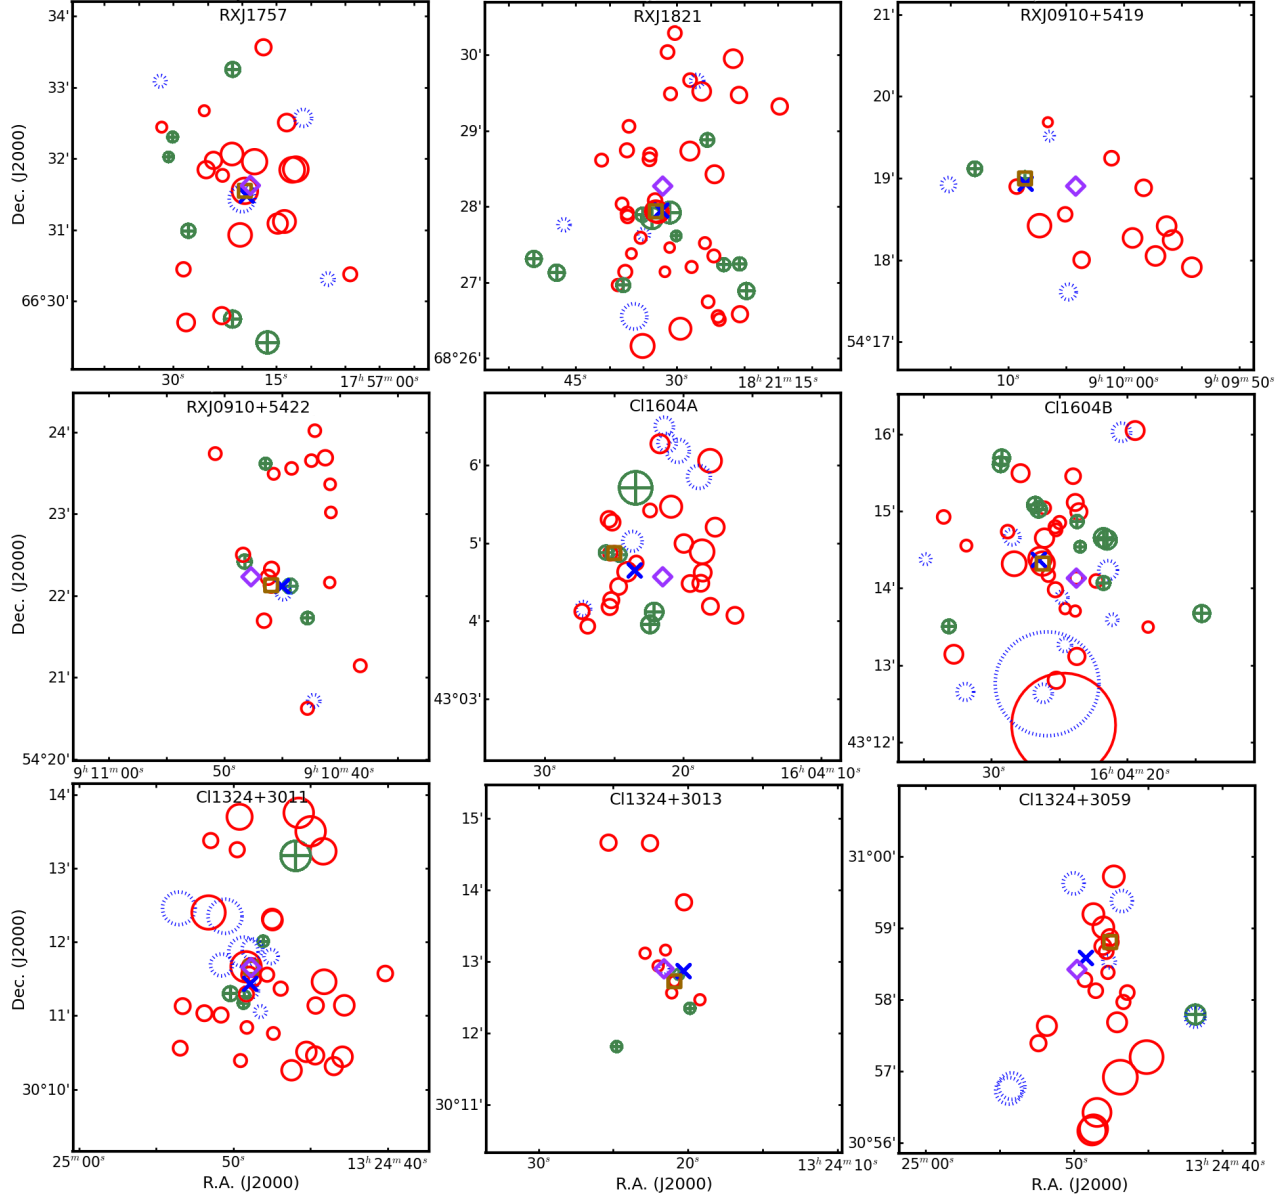 RXJ1757
34'
33'
32'
31'
66°30'
30ˢ 15ˢ 17ʰ57ᵐ00ˢ
Dec. (J2000)
RXJ1821
30'
29'
28'
27'
68°26'
45ˢ 30ˢ 18ʰ21ᵐ15ˢ
RXJ0910+5419
21'
20'
19'
18'
54°17'
10ˢ 9ʰ10ᵐ00ˢ 9ʰ09ᵐ50ˢ
RXJ0910+5422
24'
23'
22'
21'
54°20'
9ʰ11ᵐ00ˢ 50ˢ 9ʰ10ᵐ40ˢ
Dec. (J2000)
Cl1604A
6'
5'
4'
43°03'
30ˢ 20ˢ 16ʰ04ᵐ10ˢ
Cl1604B
16'
15'
14'
13'
43°12'
30ˢ 16ʰ04ᵐ20ˢ
Cl1324+3011
14'
13'
12'
11'
30°10'
25ᵐ00ˢ 50ˢ 13ʰ24ᵐ40ˢ
Dec. (J2000)
R.A. (J2000)
Cl1324+3013
15'
14'
13'
12'
30°11'
30ˢ 20ˢ 13ʰ24ᵐ10ˢ
R.A. (J2000)
Cl1324+3059
31°00'
59'
58'
57'
30°56'
25ᵐ00ˢ 50ˢ 13ʰ24ᵐ40ˢ
R.A. (J2000)